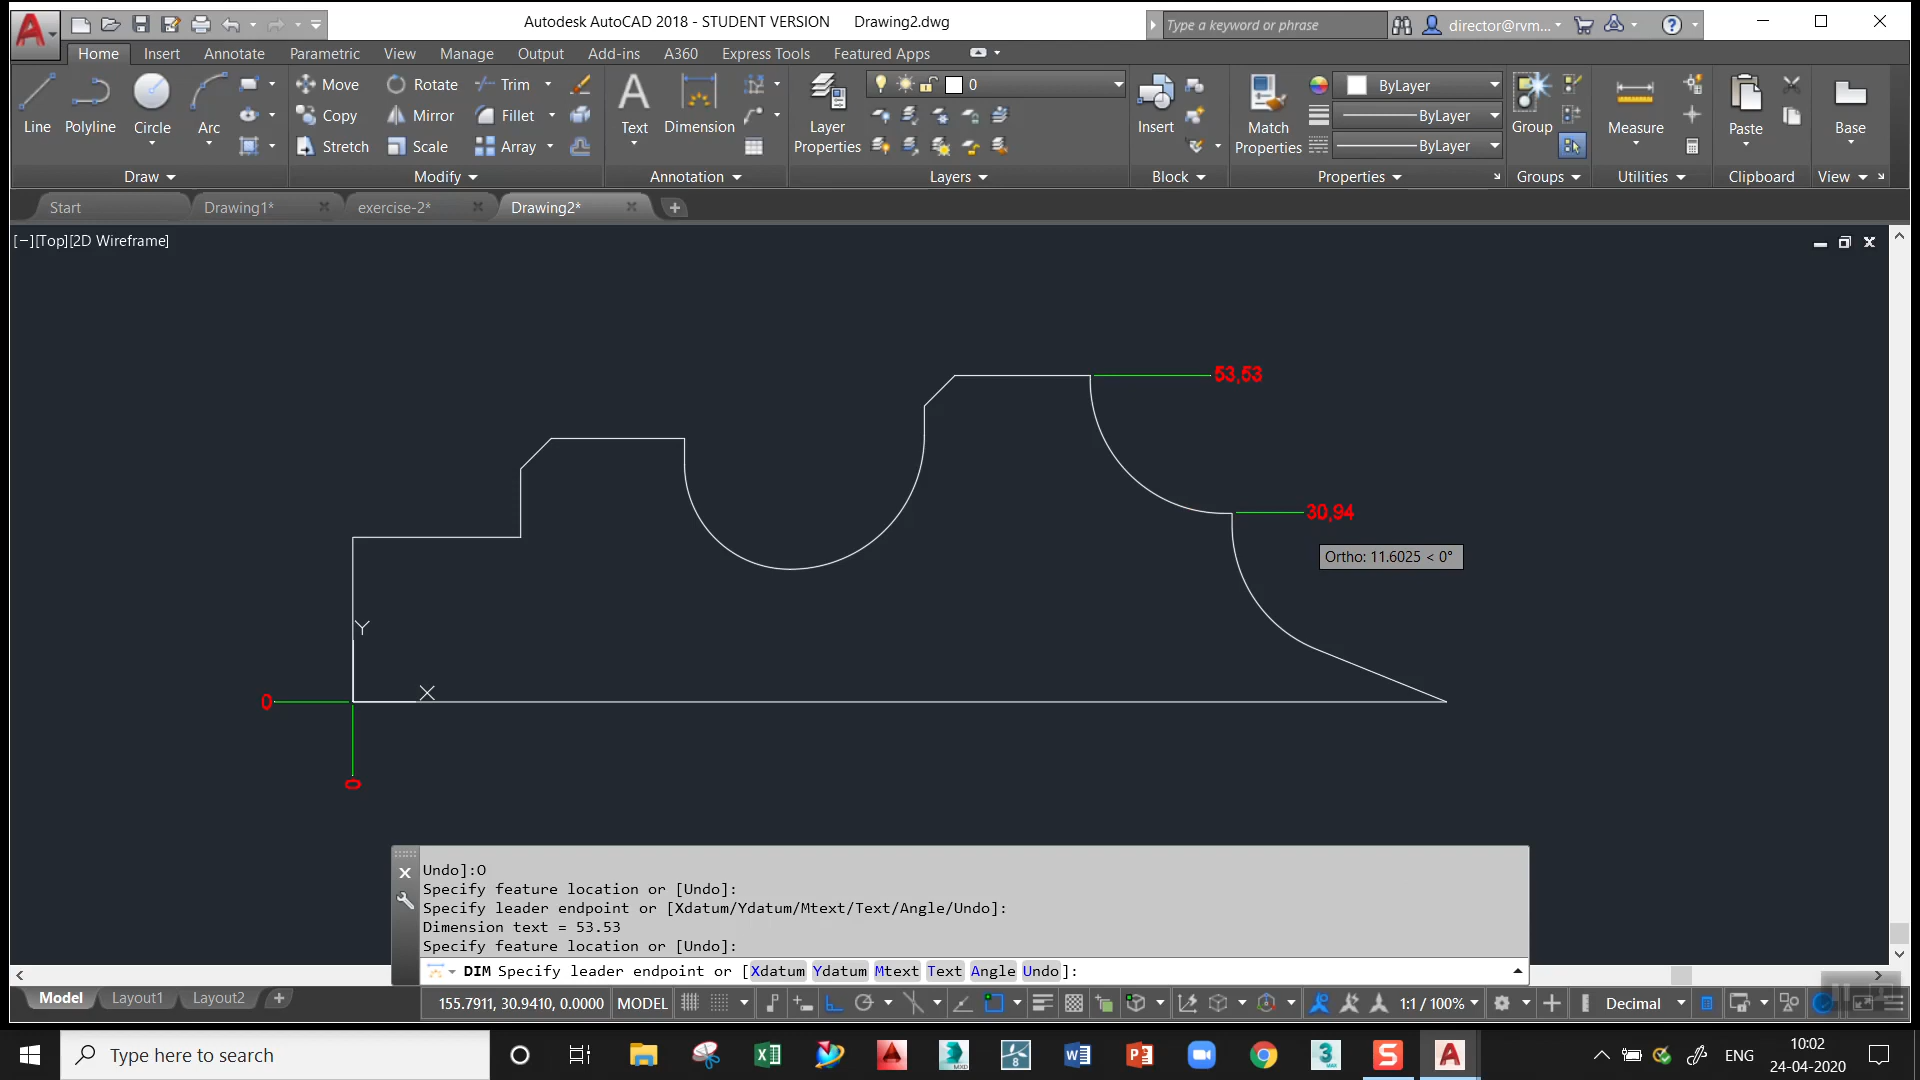 Autodesk AutoCAD 2018 - STUDENT VERSION Drawing2.dwg
Type a keyword or phrase
director@rvm...
Home Insert Annotate Parametric View Manage Output Add-ins A360 Express Tools Featured Apps
Line Polyline Circle Arc
Move Rotate Trim
Copy Mirror Fillet
Stretch Scale Array
Text Dimension
Layer Properties
0
Insert
Match Properties
ByLayer
ByLayer
ByLayer
Group
Measure
Paste
Base
Draw Modify Annotation Layers Block Properties Groups Utilities Clipboard View
Start Drawing1* exercise-2* Drawing2*
[−][Top][2D Wireframe]
53,53
30,94
Ortho: 11.6025 < 0°
Y
X
0
0
Undo]:O
Specify feature location or [Undo]:
Specify leader endpoint or [Xdatum/Ydatum/Mtext/Text/Angle/Undo]:
Dimension text = 53.53
Specify feature location or [Undo]:
DIM Specify leader endpoint or [Xdatum Ydatum Mtext Text Angle Undo]:
Model Layout1 Layout2
155.7911, 30.9410, 0.0000 MODEL 1:1 / 100% Decimal
Type here to search
ENG
10:02
24-04-2020